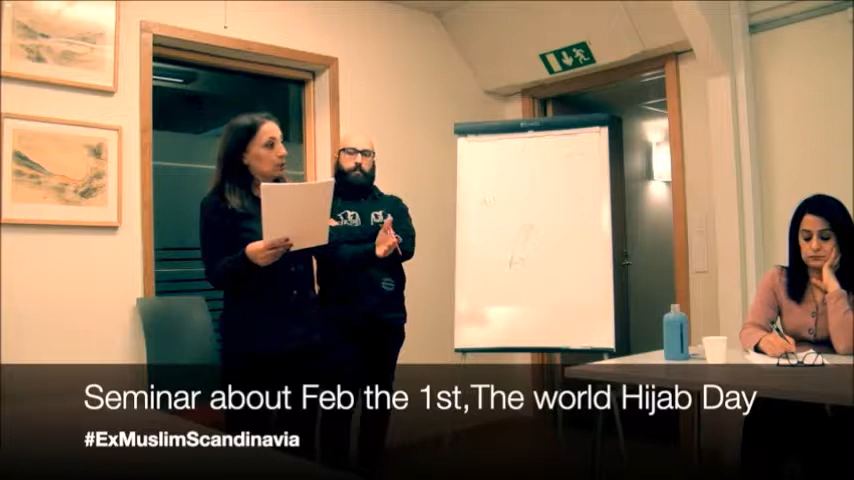 Seminar about Feb the 1st,The world Hijab Day
#ExMuslimScandinavia